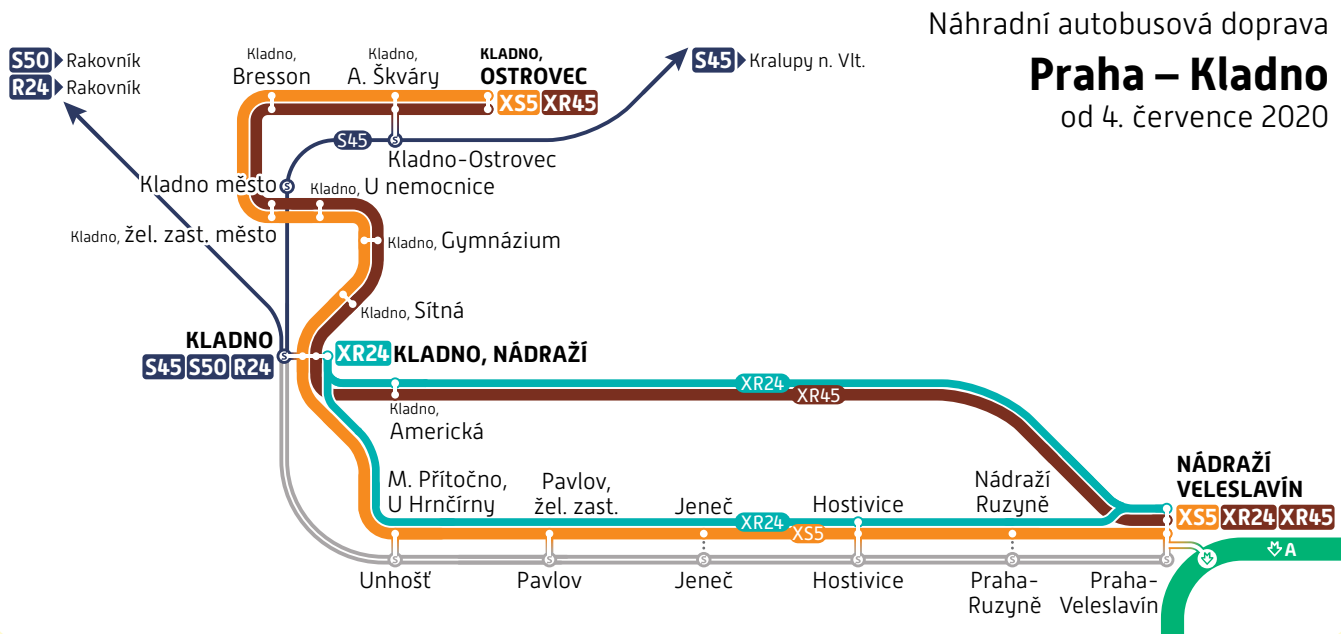 Náhradní autobusová doprava
Praha – Kladno
od 4. července 2020
S50 Rakovník
R24 Rakovník
Kladno,
Bresson
Kladno,
A. Škváry
KLADNO,
OSTROVEC
XS5 XR45
S45 Kralupy n. Vlt.
S45
Kladno-Ostrovec
Kladno město
Kladno, U nemocnice
Kladno, žel. zast. město
Kladno, Gymnázium
Kladno, Sítná
KLADNO
S45 S50 R24
XR24 KLADNO, NÁDRAŽÍ
XR24
XR45
Kladno,
Americká
M. Přítočno,
U Hrnčírny
Pavlov,
žel. zast.
Jeneč
Hostivice
Nádraží
Ruzyně
NÁDRAŽÍ
VELESLAVÍN
XS5 XR24 XR45
XR24
XS5
A
Unhošť
Pavlov
Jeneč
Hostivice
Praha-
Ruzyně
Praha-
Veleslavín